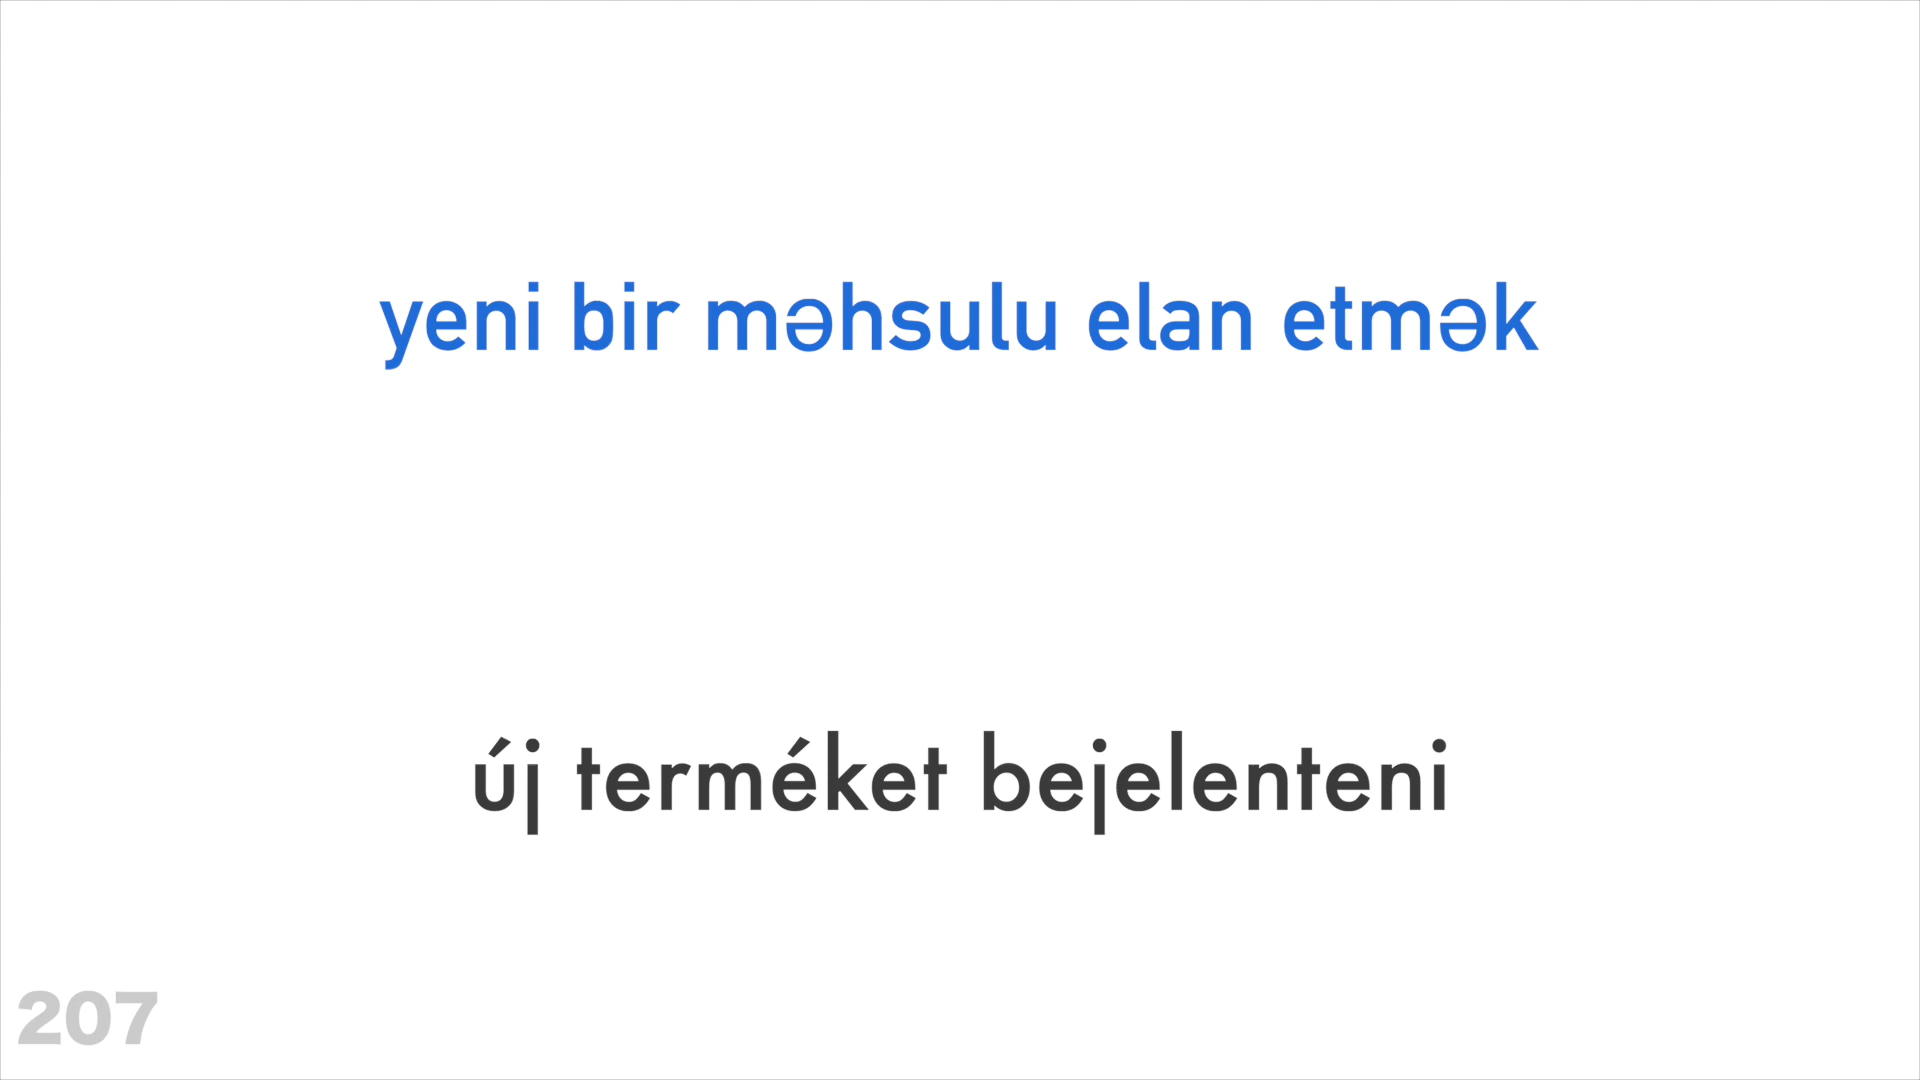 yeni bir məhsulu elan etmək
új terméket bejelenteni
207